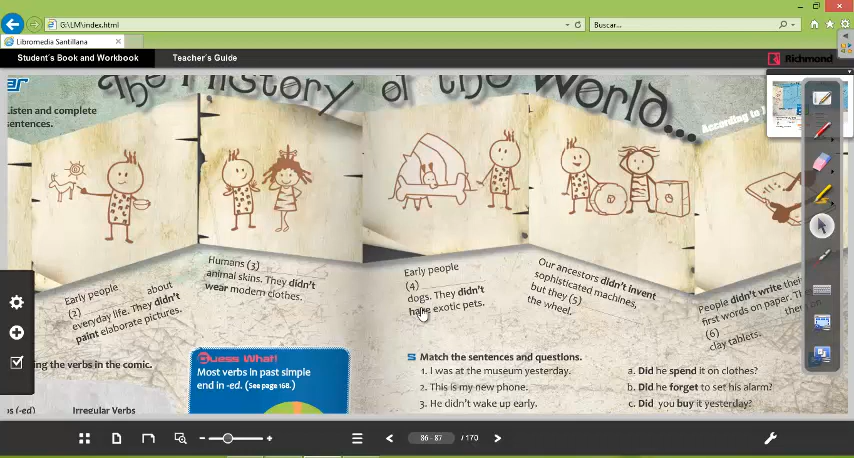 G:\LM\index.html
Buscar...
Libromedia Santillana
Student's Book and Workbook
Teacher's Guide
Richmond
The History of the World...
According to
Listen and complete
sentences.
Early people
about
(2)
everyday life. They didn't
paint elaborate pictures.
Humans (3)
animal skins. They didn't
wear modern clothes.
Early people
(4)
dogs. They didn't
have exotic pets.
Our ancestors didn't invent
sophisticated machines,
but they (5)
the wheel.
People didn't write their
first words on paper.
(6)
clay tablets.
ing the verbs in the comic.
Guess What!
Most verbs in past simple
end in -ed. (See page 168.)
(-ed)
Irregular Verbs
5 Match the sentences and questions.
1. I was at the museum yesterday.
2. This is my new phone.
3. He didn't wake up early.
a. Did he spend it on clothes?
b. Did he forget to set his alarm?
c. Did you buy it yesterday?
86 - 87
/ 170